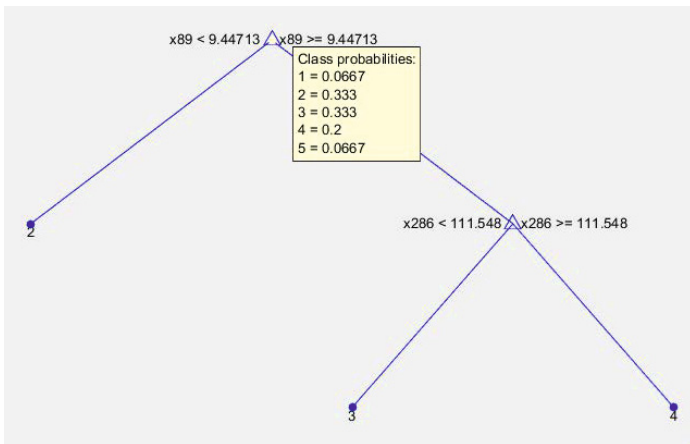 x89 < 9.44713 x89 >= 9.44713
Class probabilities:
1 = 0.0667
2 = 0.333
3 = 0.333
4 = 0.2
5 = 0.0667
x286 < 111.548 x286 >= 111.548
2
3
4